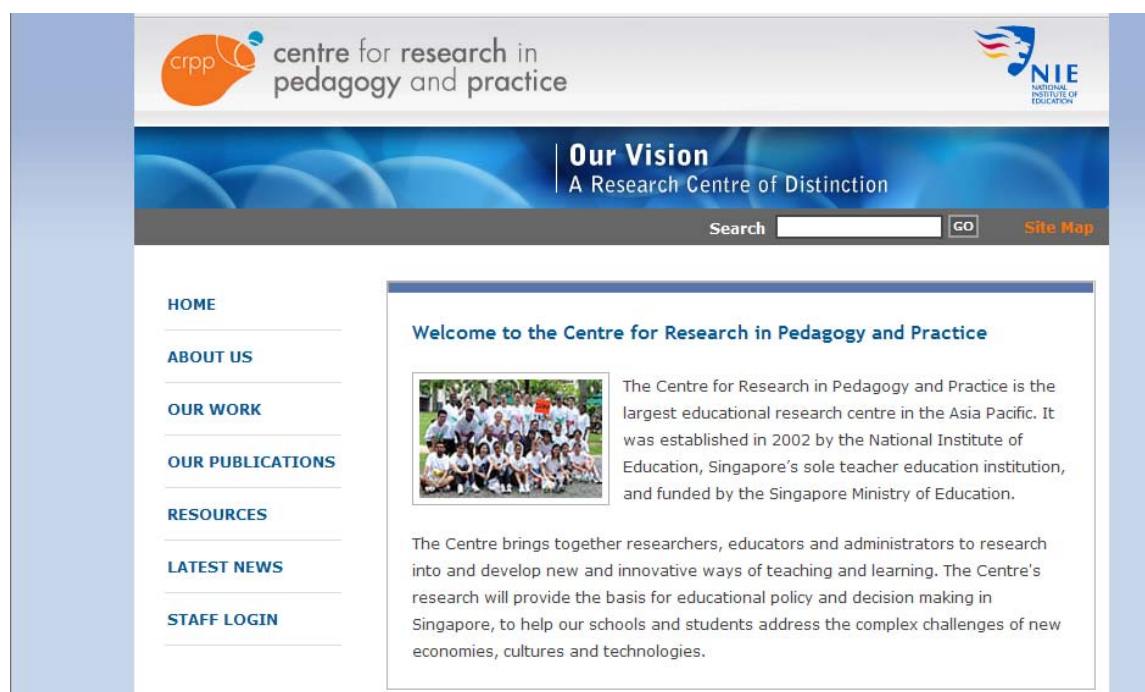 crpp
centre for research in
pedagogy and practice
NIE
NATIONAL
INSTITUTE OF
EDUCATION
Our Vision
A Research Centre of Distinction
Search
GO
Site Map
HOME
ABOUT US
OUR WORK
OUR PUBLICATIONS
RESOURCES
LATEST NEWS
STAFF LOGIN
Welcome to the Centre for Research in Pedagogy and Practice
The Centre for Research in Pedagogy and Practice is the
largest educational research centre in the Asia Pacific. It
was established in 2002 by the National Institute of
Education, Singapore's sole teacher education institution,
and funded by the Singapore Ministry of Education.
The Centre brings together researchers, educators and administrators to research
into and develop new and innovative ways of teaching and learning. The Centre's
research will provide the basis for educational policy and decision making in
Singapore, to help our schools and students address the complex challenges of new
economies, cultures and technologies.